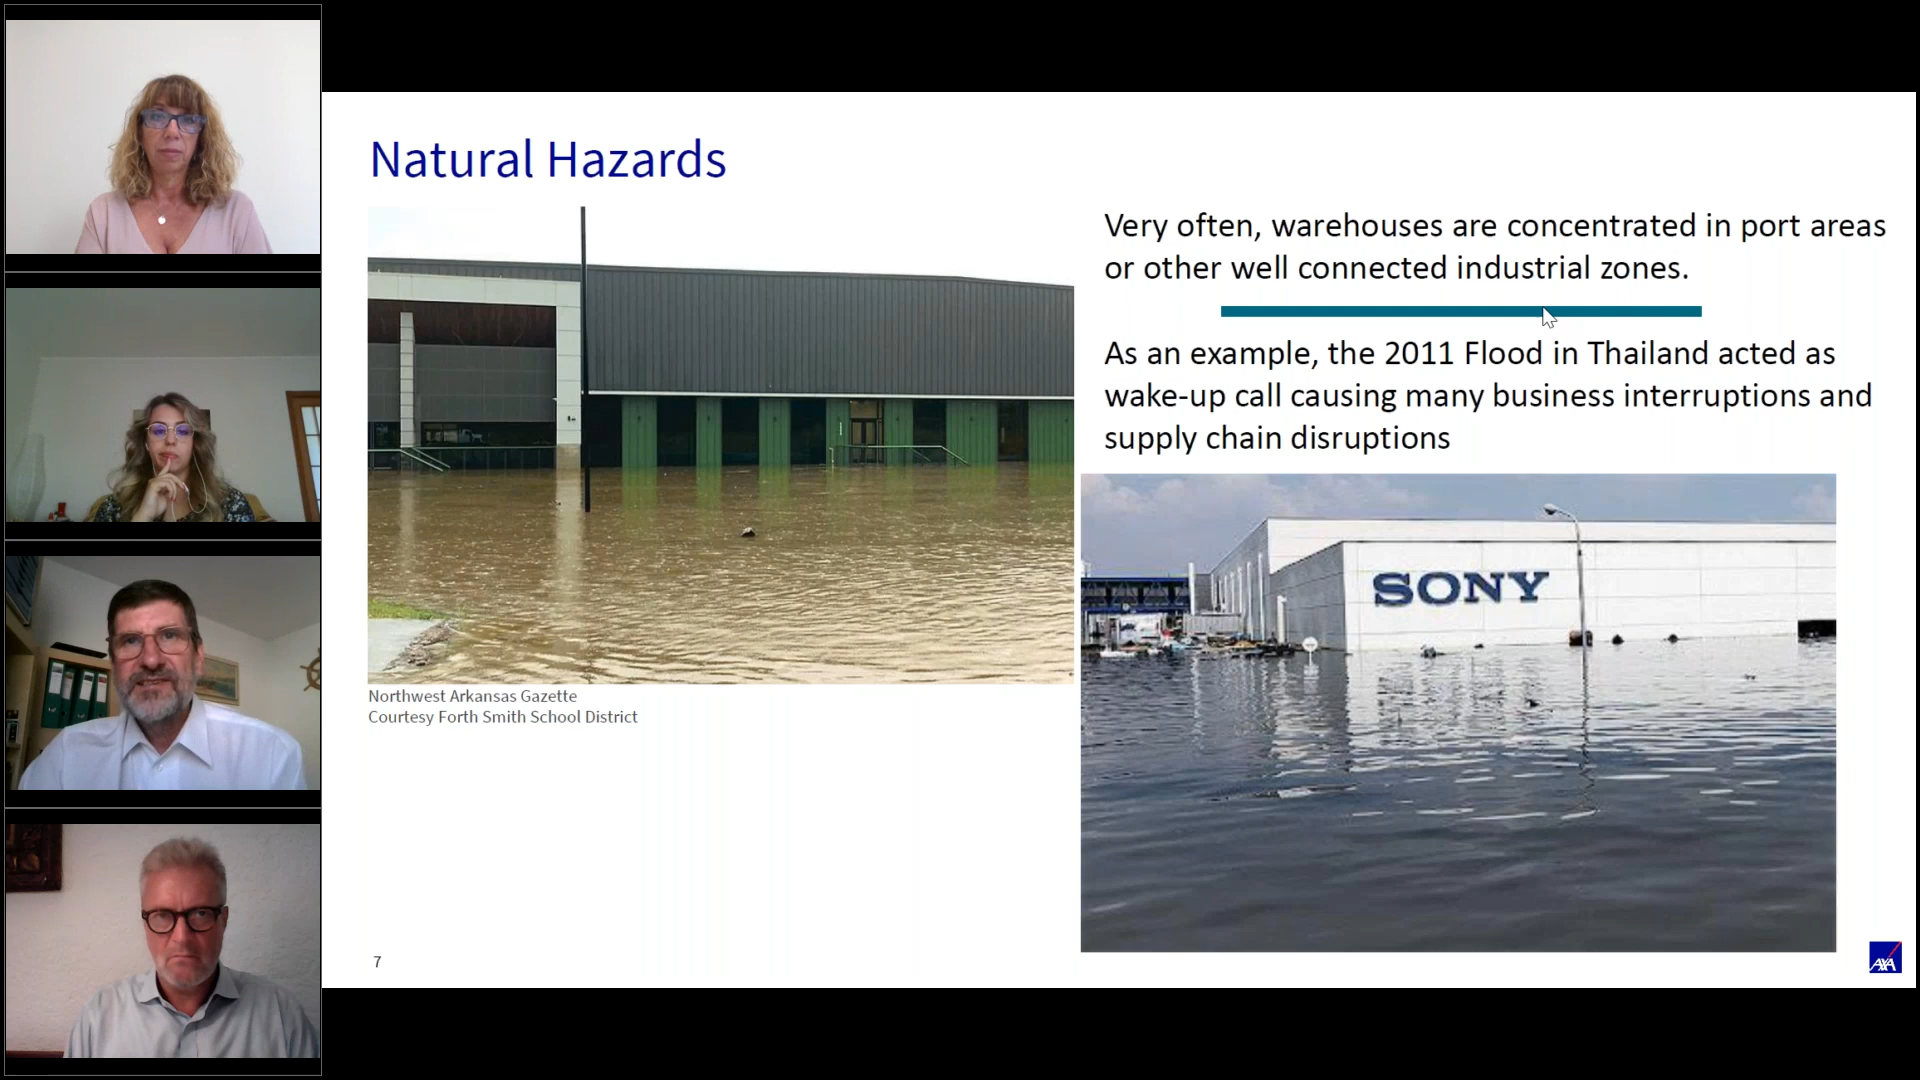 Natural Hazards
Very often, warehouses are concentrated in port areas
or other well connected industrial zones.
As an example, the 2011 Flood in Thailand acted as
wake-up call causing many business interruptions and
supply chain disruptions
SONY
Northwest Arkansas Gazette
Courtesy Forth Smith School District
7
AXA